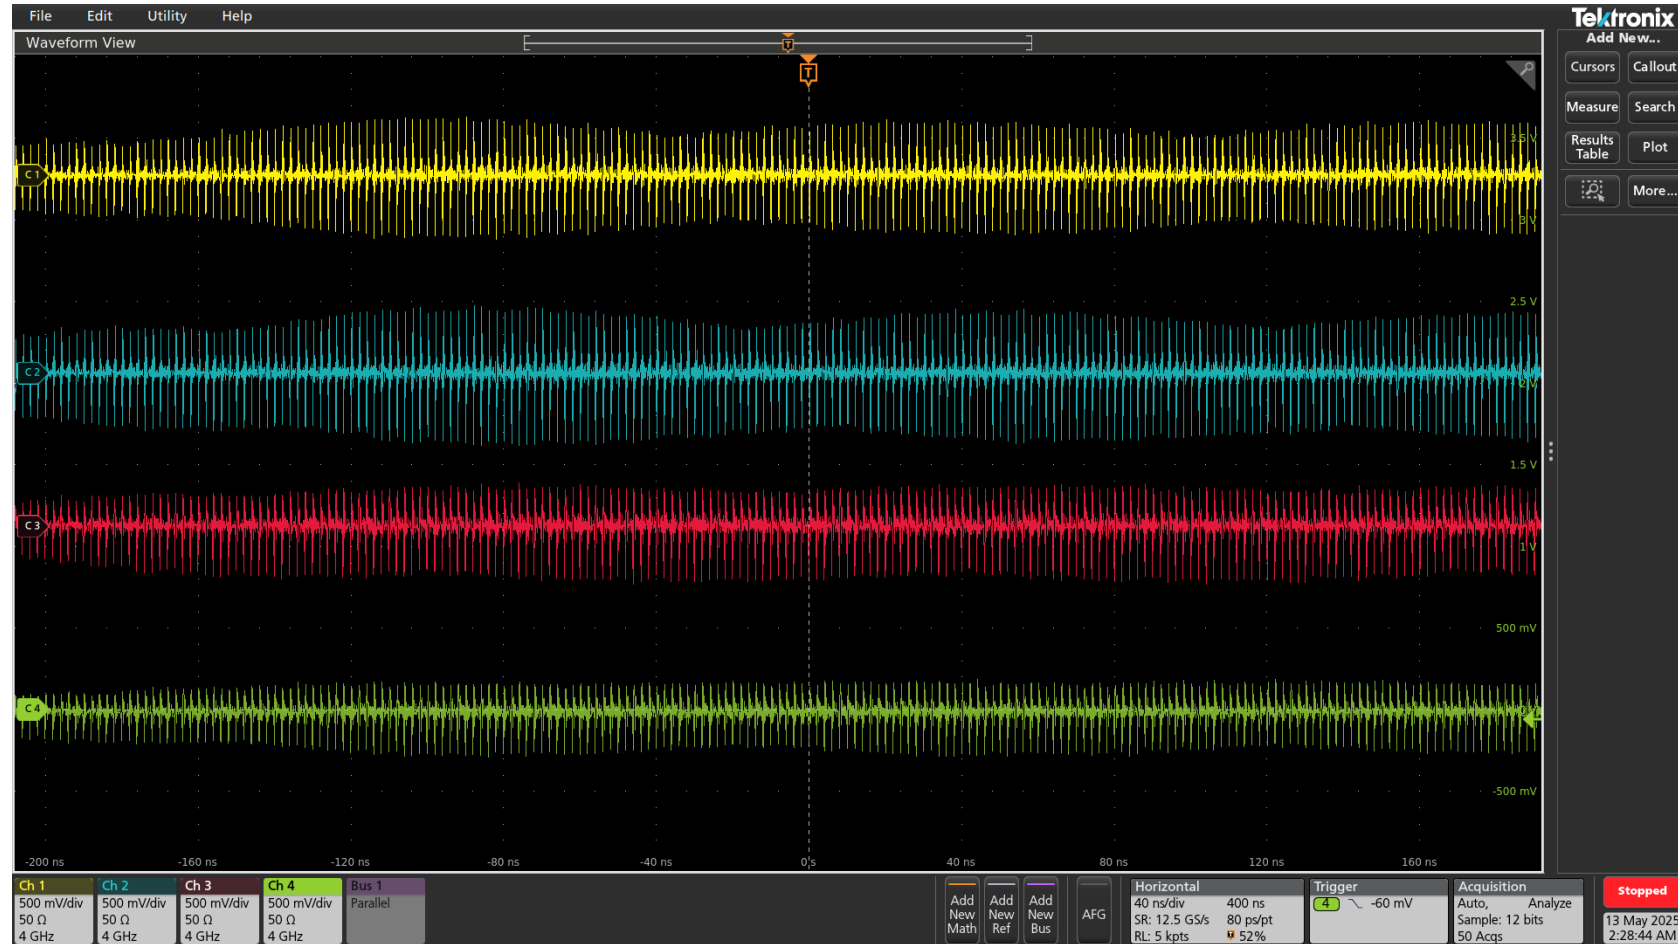 File Edit Utility Help
Tektronix
Waveform View
Add New...
T
T
Cursors Callout
Measure Search
Results Table Plot
More...
C 1
C 2
C 3
C 4
3.5 V
3 V
2.5 V
2 V
1.5 V
1 V
500 mV
-500 mV
-200 ns -160 ns -120 ns -80 ns -40 ns 0 s 40 ns 80 ns 120 ns 160 ns
Ch 1
500 mV/div
50 Ω
4 GHz
Ch 2
500 mV/div
50 Ω
4 GHz
Ch 3
500 mV/div
50 Ω
4 GHz
Ch 4
500 mV/div
50 Ω
4 GHz
Bus 1
Parallel
Add New Math
Add New Ref
Add New Bus
AFG
Horizontal
40 ns/div 400 ns
SR: 12.5 GS/s 80 ps/pt
RL: 5 kpts T 52%
Trigger
4 -60 mV
Acquisition
Auto, Analyze
Sample: 12 bits
50 Acqs
Stopped
13 May 2025
2:28:44 AM